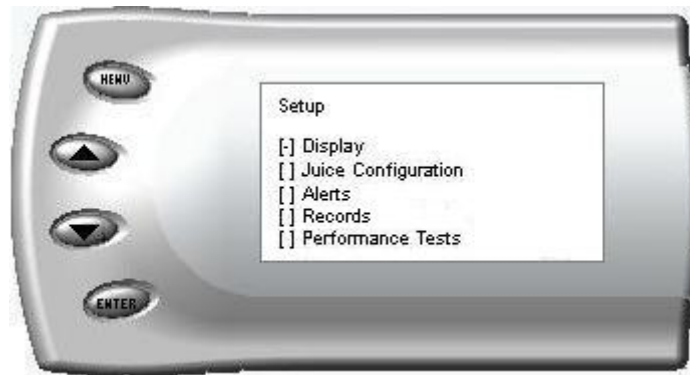 MENU
Setup
[-] Display
[ ] Juice Configuration
[ ] Alerts
[ ] Records
[ ] Performance Tests
ENTER